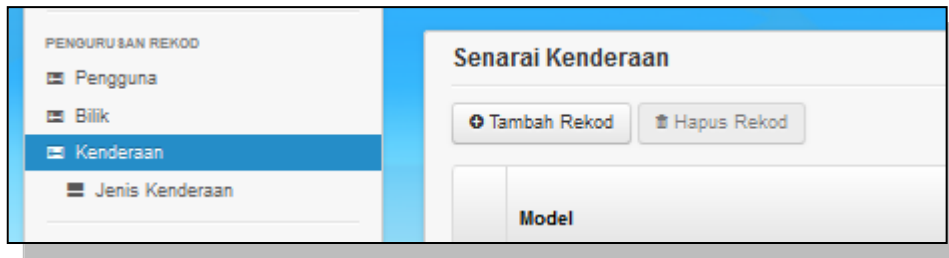 PENGURUSAN REKOD
Pengguna
Bilik
Kenderaan
Jenis Kenderaan
Senarai Kenderaan
Tambah Rekod
Hapus Rekod
Model